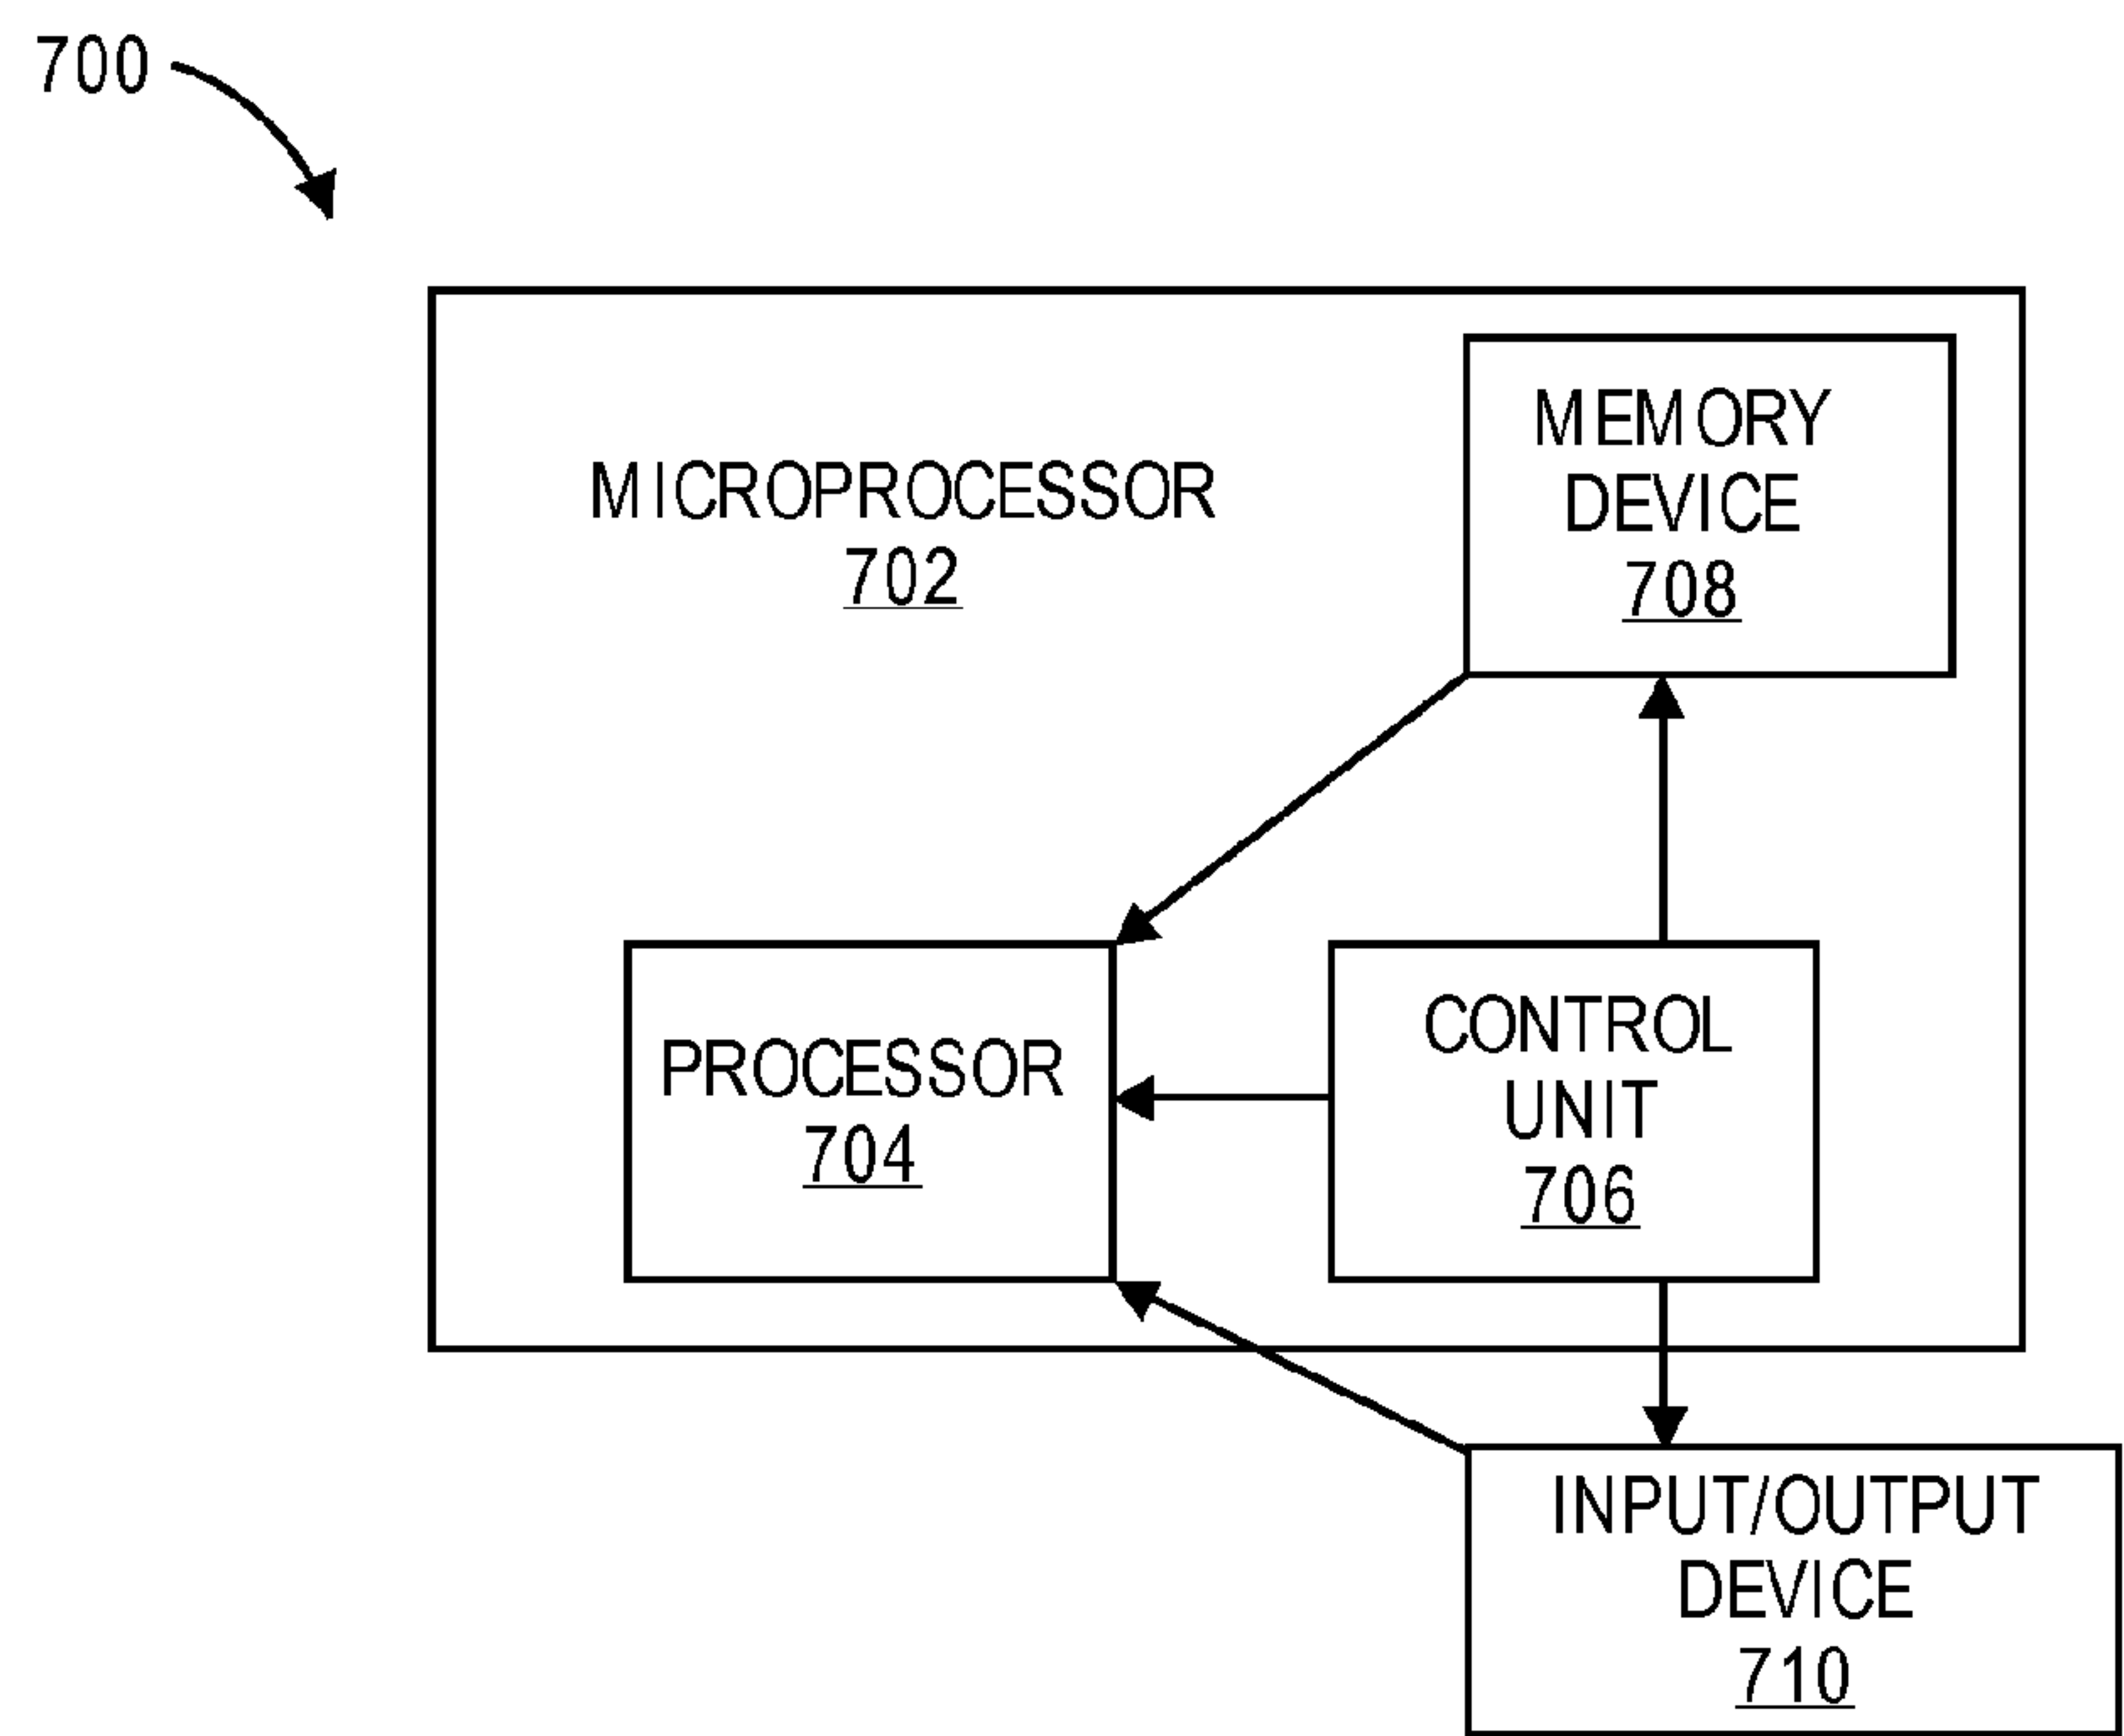 700
MICROPROCESSOR
702
MEMORY
DEVICE
708
PROCESSOR
704
CONTROL
UNIT
706
INPUT/OUTPUT
DEVICE
710